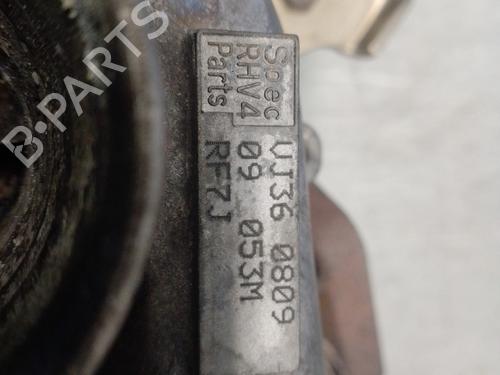 Spec
RHV4
Parts
VJ36 0809
09 053M
RF7J
B-PARTS